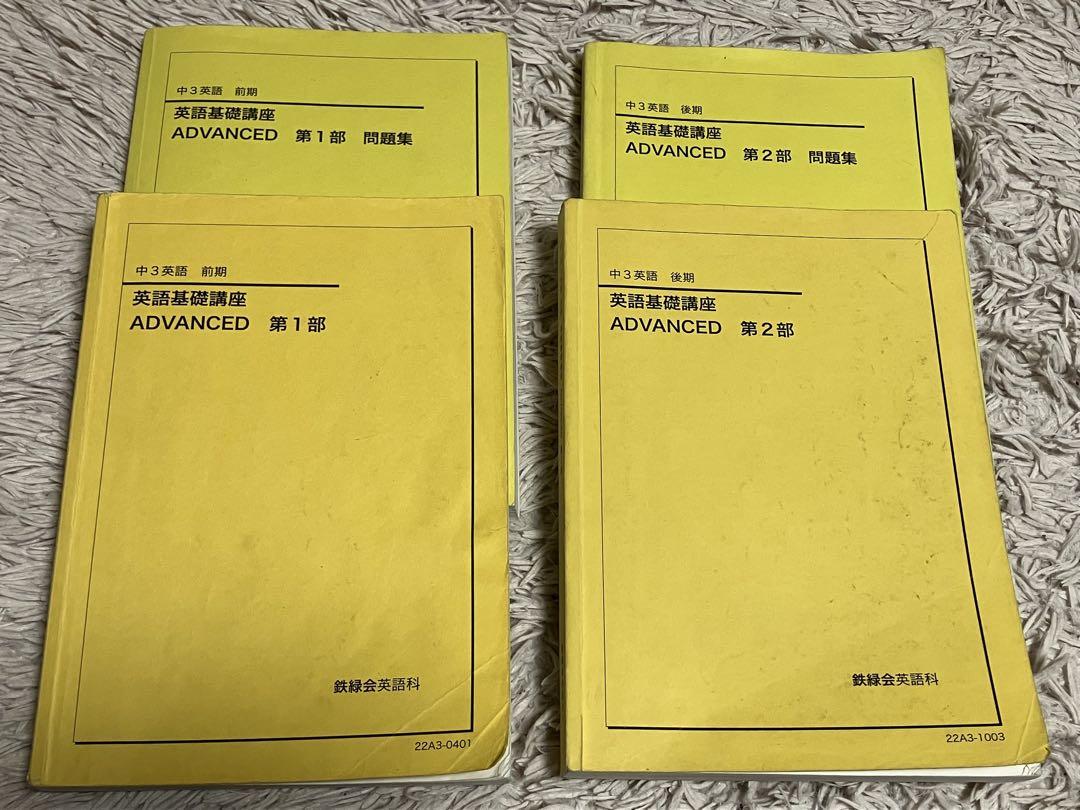 中3英語 前期
英語基礎講座
ADVANCED 第1部 問題集
中3英語 後期
英語基礎講座
ADVANCED 第2部 問題集
中3英語 前期
英語基礎講座
ADVANCED 第1部
鉄緑会英語科
22A3-0401
中3英語 後期
英語基礎講座
ADVANCED 第2部
鉄緑会英語科
22A3-1003